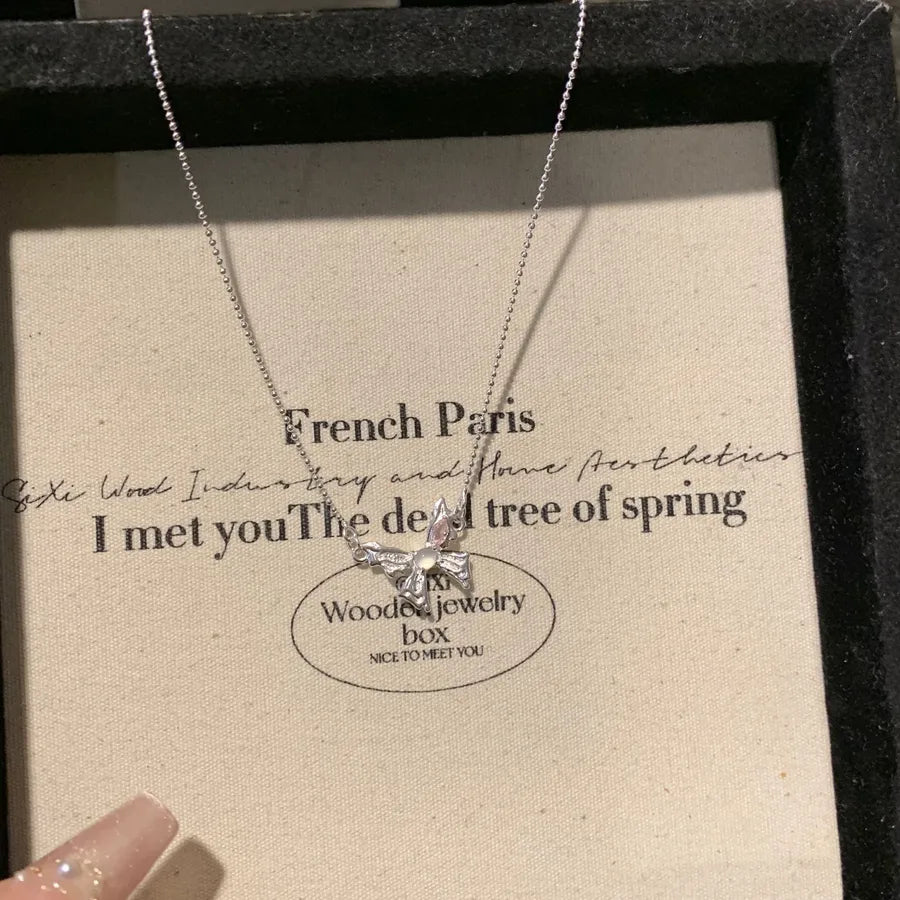 French Paris
SiXi Wood Industry and Home Aesthetics
I met youThe dead tree of spring
Wooden jewelry
box
NICE TO MEET YOU